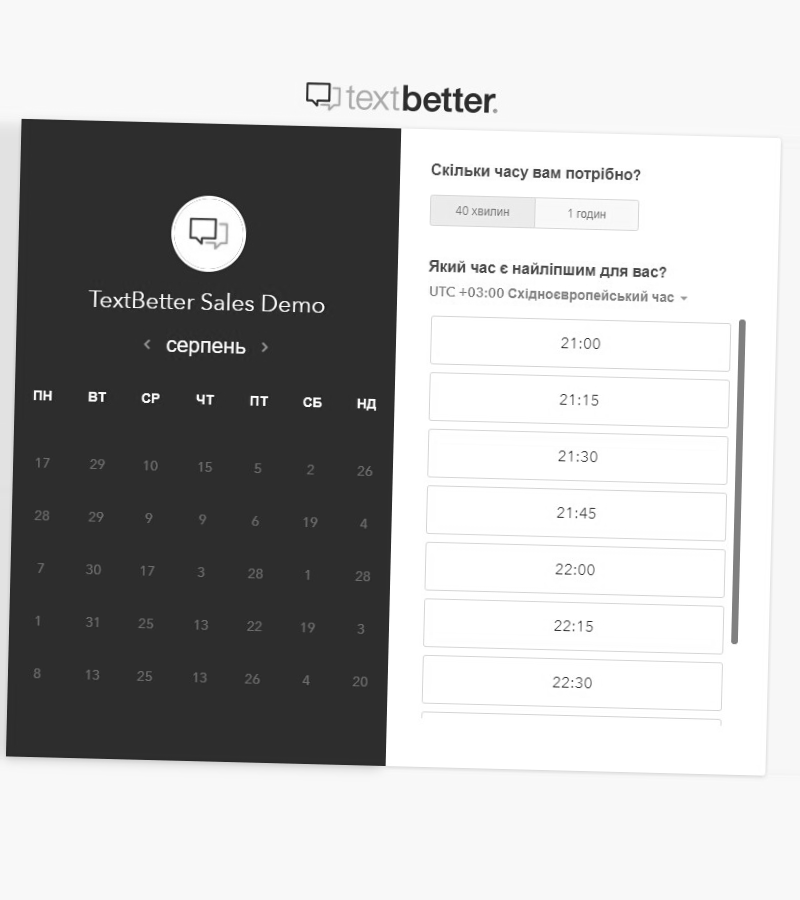 textbetter.
TextBetter Sales Demo
серпень
ПН ВТ СР ЧТ ПТ СБ НД
17 29 10 15 5 2 26
28 29 9 9 6 19 4
7 30 17 3 28 1 28
1 31 25 13 22 19 3
8 13 25 13 26 4 20
Скільки часу вам потрібно?
40 хвилин 1 годин
Який час є найліпшим для вас?
UTC +03:00 Східноєвропейський час
21:00
21:15
21:30
21:45
22:00
22:15
22:30